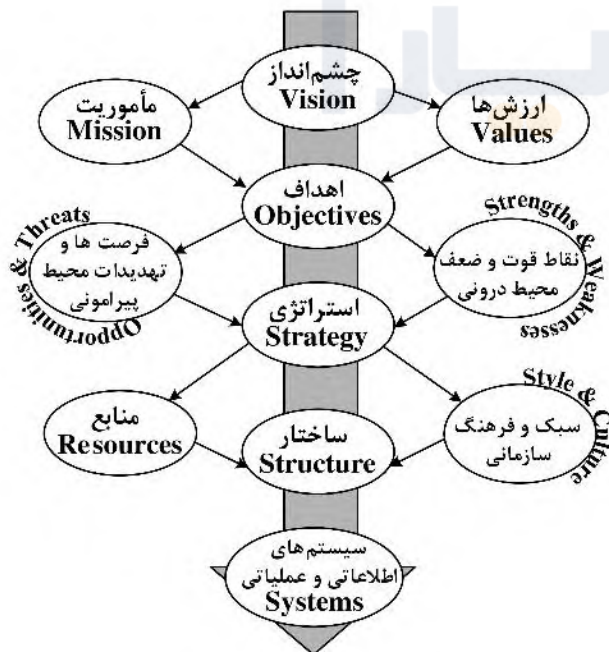 چشم‌انداز
Vision
مأموریت
Mission
ارزش‌ها
Values
اهداف
Objectives
Opportunities & Threats
فرصت ها و
تهدیدات محیط
پیرامونی
Strengths & Weaknesses
نقاط قوت و ضعف
محیط درونی
استراتژی
Strategy
منابع
Resources
ساختار
Structure
Style & Culture
سبک و فرهنگ
سازمانی
سیستم‌های
اطلاعاتی و عملیاتی
Systems